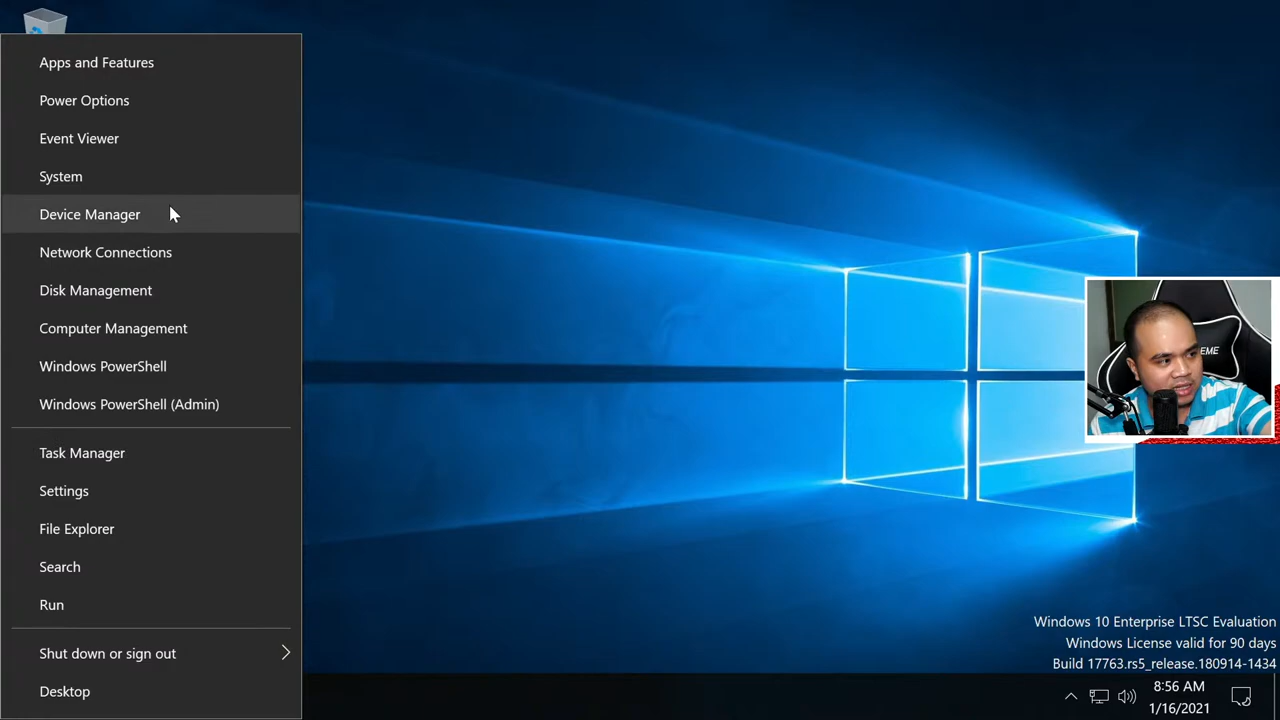 Apps and Features
Power Options
Event Viewer
System
Device Manager
Network Connections
Disk Management
Computer Management
Windows PowerShell
Windows PowerShell (Admin)
Task Manager
Settings
File Explorer
Search
Run
Shut down or sign out
Desktop
Windows 10 Enterprise LTSC Evaluation
Windows License valid for 90 days
Build 17763.rs5_release.180914-1434
8:56 AM
1/16/2021